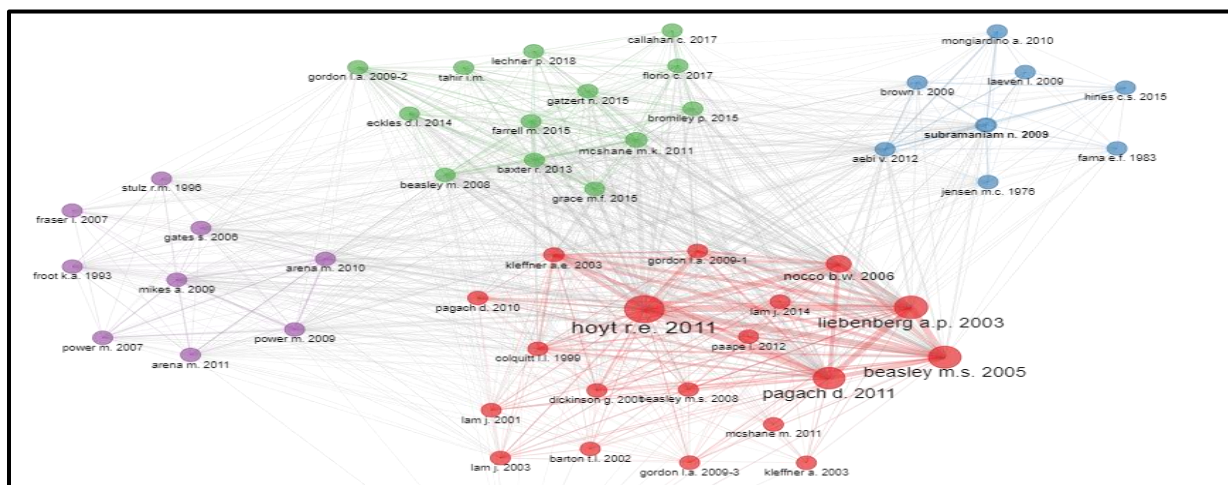 callahan c. 2017
mongiardino a. 2010
lechner p. 2018
gordon l.a. 2009-2
tahir i.m.
florio c. 2017
laeven l. 2009
brown i. 2009
hines c.s. 2015
gatzert n. 2015
bromiley p. 2015
eckles d.l. 2014
farrell m. 2015
subramaniam n. 2009
mcshane m.k. 2011
aebi v. 2012
fama e.f. 1983
baxter r. 2013
beasley m. 2008
stulz r.m. 1996
grace m.f. 2015
jensen m.c. 1976
fraser i. 2007
gates s. 2006
kleffner a.e. 2003
gordon l.a. 2009-1
arena m. 2010
froot k.a. 1993
nocco b.w. 2006
mikes a. 2009
pagach d. 2010
lam j. 2014
hoyt r.e. 2011
liebenberg a.p. 2003
power m. 2009
power m. 2007
paape l. 2012
colquitt l.l. 1999
arena m. 2011
beasley m.s. 2005
pagach d. 2011
dickinson g. 2001
beasley m.s. 2008
lam j. 2001
mcshane m. 2011
barton t.l. 2002
lam j. 2003
gordon l.a. 2009-3
kleffner a. 2003